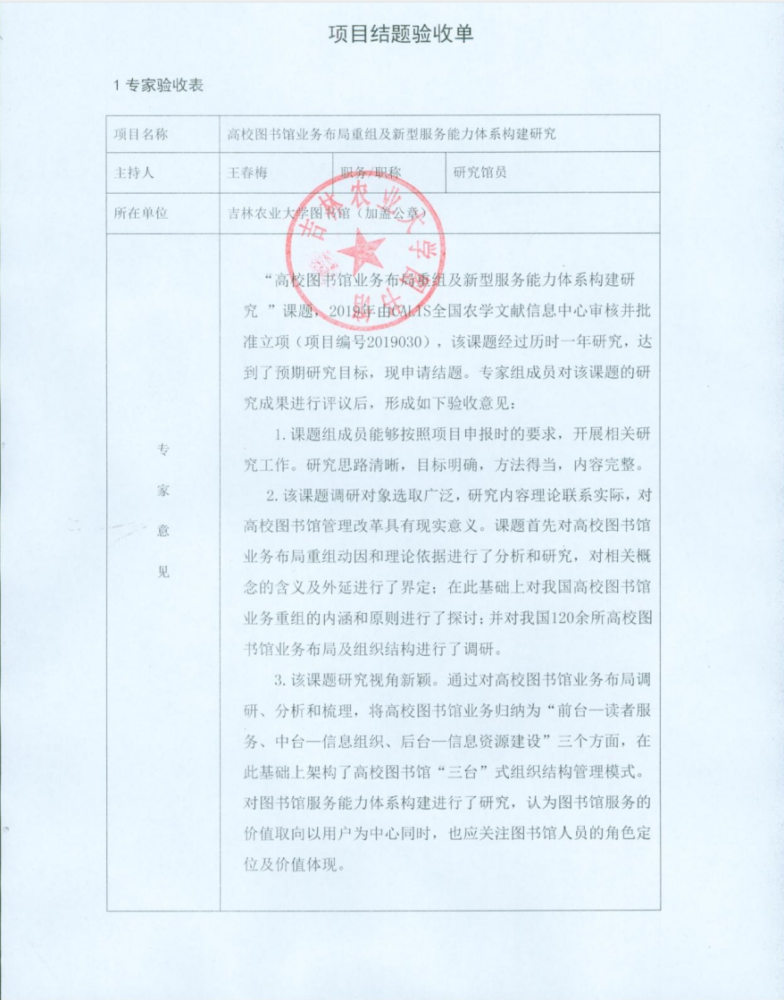 项目结题验收单
1 专家验收表
项目名称 高校图书馆业务布局重组及新型服务能力体系构建研究
主持人 王春梅 职务/职称 研究馆员
所在单位 吉林农业大学图书馆（加盖公章）
吉林农业大学图书馆
“高校图书馆业务布局重组及新型服务能力体系构建研
究 ”课题，2019年由CALIS全国农学文献信息中心审核并批
准立项（项目编号2019030），该课题经过历时一年研究，达
到了预期研究目标，现申请结题。专家组成员对该课题的研
究成果进行评议后，形成如下验收意见：
1.课题组成员能够按照项目申报时的要求，开展相关研
究工作。研究思路清晰，目标明确，方法得当，内容完整。
2.该课题调研对象选取广泛，研究内容理论联系实际，对
高校图书馆管理改革具有现实意义。课题首先对高校图书馆
业务布局重组动因和理论依据进行了分析和研究，对相关概
念的含义及外延进行了界定；在此基础上对我国高校图书馆
业务重组的内涵和原则进行了探讨；并对我国120余所高校图
书馆业务布局及组织结构进行了调研。
3.该课题研究视角新颖。通过对高校图书馆业务布局调
研、分析和梳理，将高校图书馆业务归纳为“前台—读者服
务、中台—信息组织、后台—信息资源建设”三个方面，在
此基础上架构了高校图书馆“三台”式组织结构管理模式。
对图书馆服务能力体系构建进行了研究，认为图书馆服务的
价值取向以用户为中心同时，也应关注图书馆人员的角色定
位及价值体现。
专
家
意
见